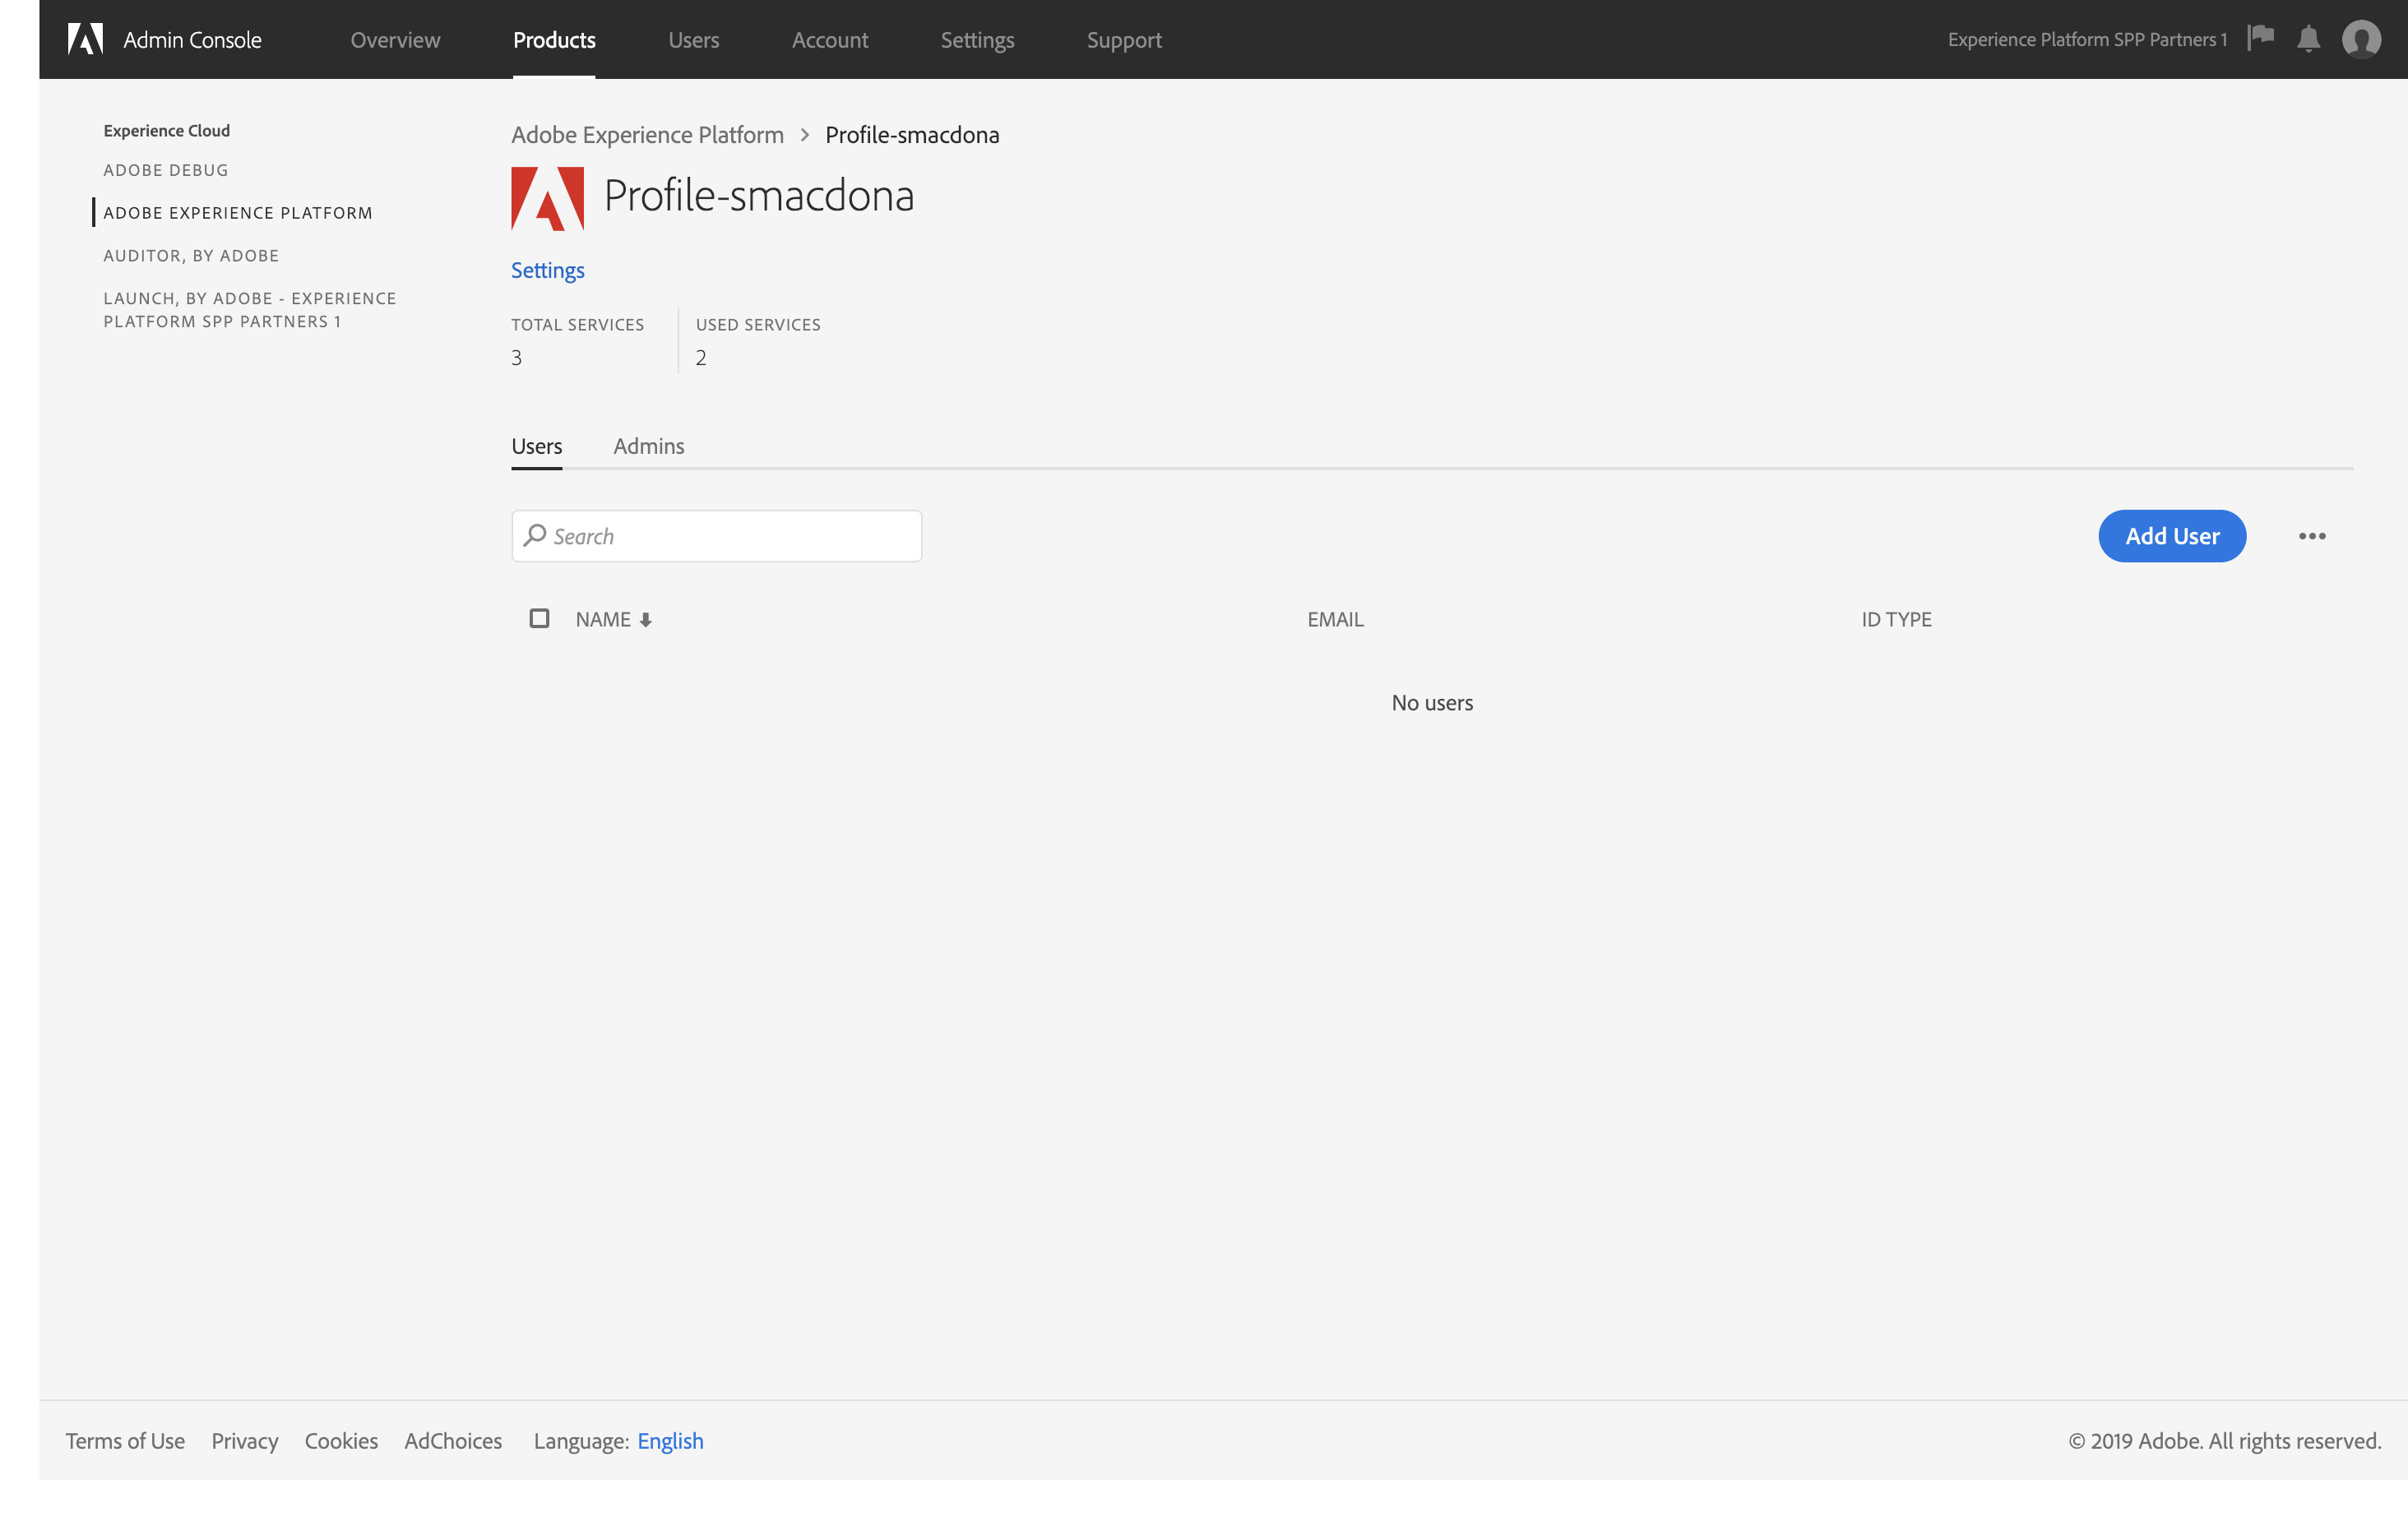 Admin Console Overview Products Users Account Settings Support Experience Platform SPP Partners 1
Experience Cloud
ADOBE DEBUG
ADOBE EXPERIENCE PLATFORM
AUDITOR, BY ADOBE
LAUNCH, BY ADOBE - EXPERIENCE
PLATFORM SPP PARTNERS 1
Adobe Experience Platform > Profile-smacdona
Profile-smacdona
Settings
TOTAL SERVICES USED SERVICES
3 2
Users Admins
Search Add User
NAME EMAIL ID TYPE
No users
Terms of Use Privacy Cookies AdChoices Language: English © 2019 Adobe. All rights reserved.